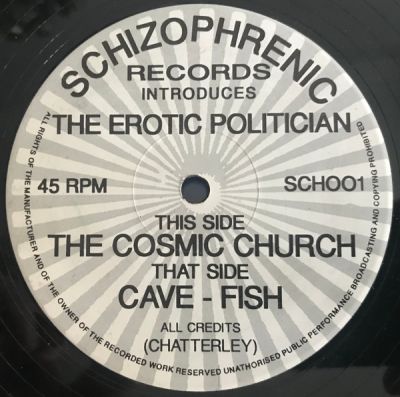 SCHIZOPHRENIC
RECORDS
INTRODUCES
THE EROTIC POLITICIAN
45 RPM
SCHOO1
THIS SIDE
THE COSMIC CHURCH
THAT SIDE
CAVE - FISH
ALL CREDITS
(CHATTERLEY)
ALL RIGHTS OF THE MANUFACTURER AND OF THE OWNER OF THE RECORDED WORK RESERVED UNATHORISED PUBLIC PERFORMANCE BROADCASTING AND COPYING PROHIBITED